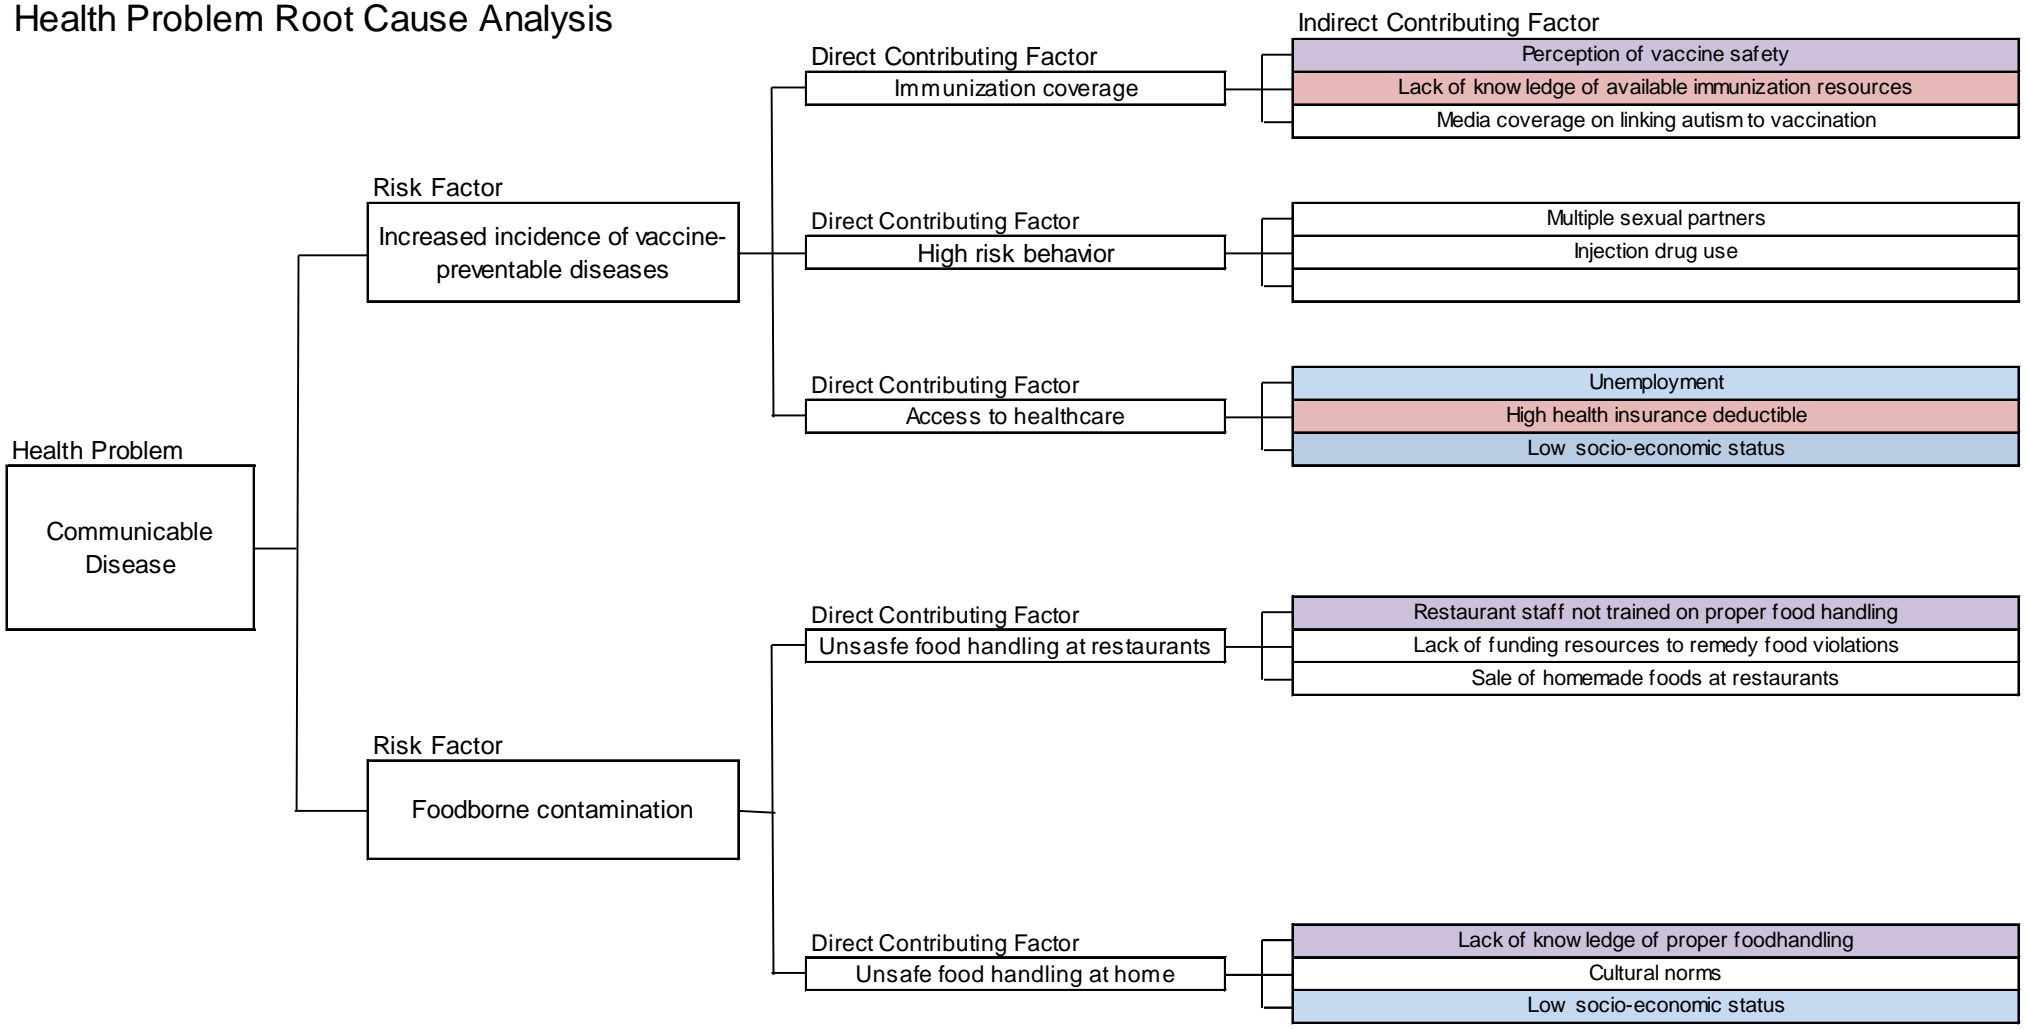 Health Problem Root Cause Analysis
Indirect Contributing Factor
Direct Contributing Factor
Perception of vaccine safety
Immunization coverage
Lack of knowledge of available immunization resources
Media coverage on linking autism to vaccination
Risk Factor
Increased incidence of vaccine-
preventable diseases
Direct Contributing Factor
High risk behavior
Multiple sexual partners
Injection drug use
Direct Contributing Factor
Access to healthcare
Unemployment
High health insurance deductible
Low socio-economic status
Health Problem
Communicable
Disease
Direct Contributing Factor
Unsasfe food handling at restaurants
Restaurant staff not trained on proper food handling
Lack of funding resources to remedy food violations
Sale of homemade foods at restaurants
Risk Factor
Foodborne contamination
Direct Contributing Factor
Unsafe food handling at home
Lack of knowledge of proper foodhandling
Cultural norms
Low socio-economic status